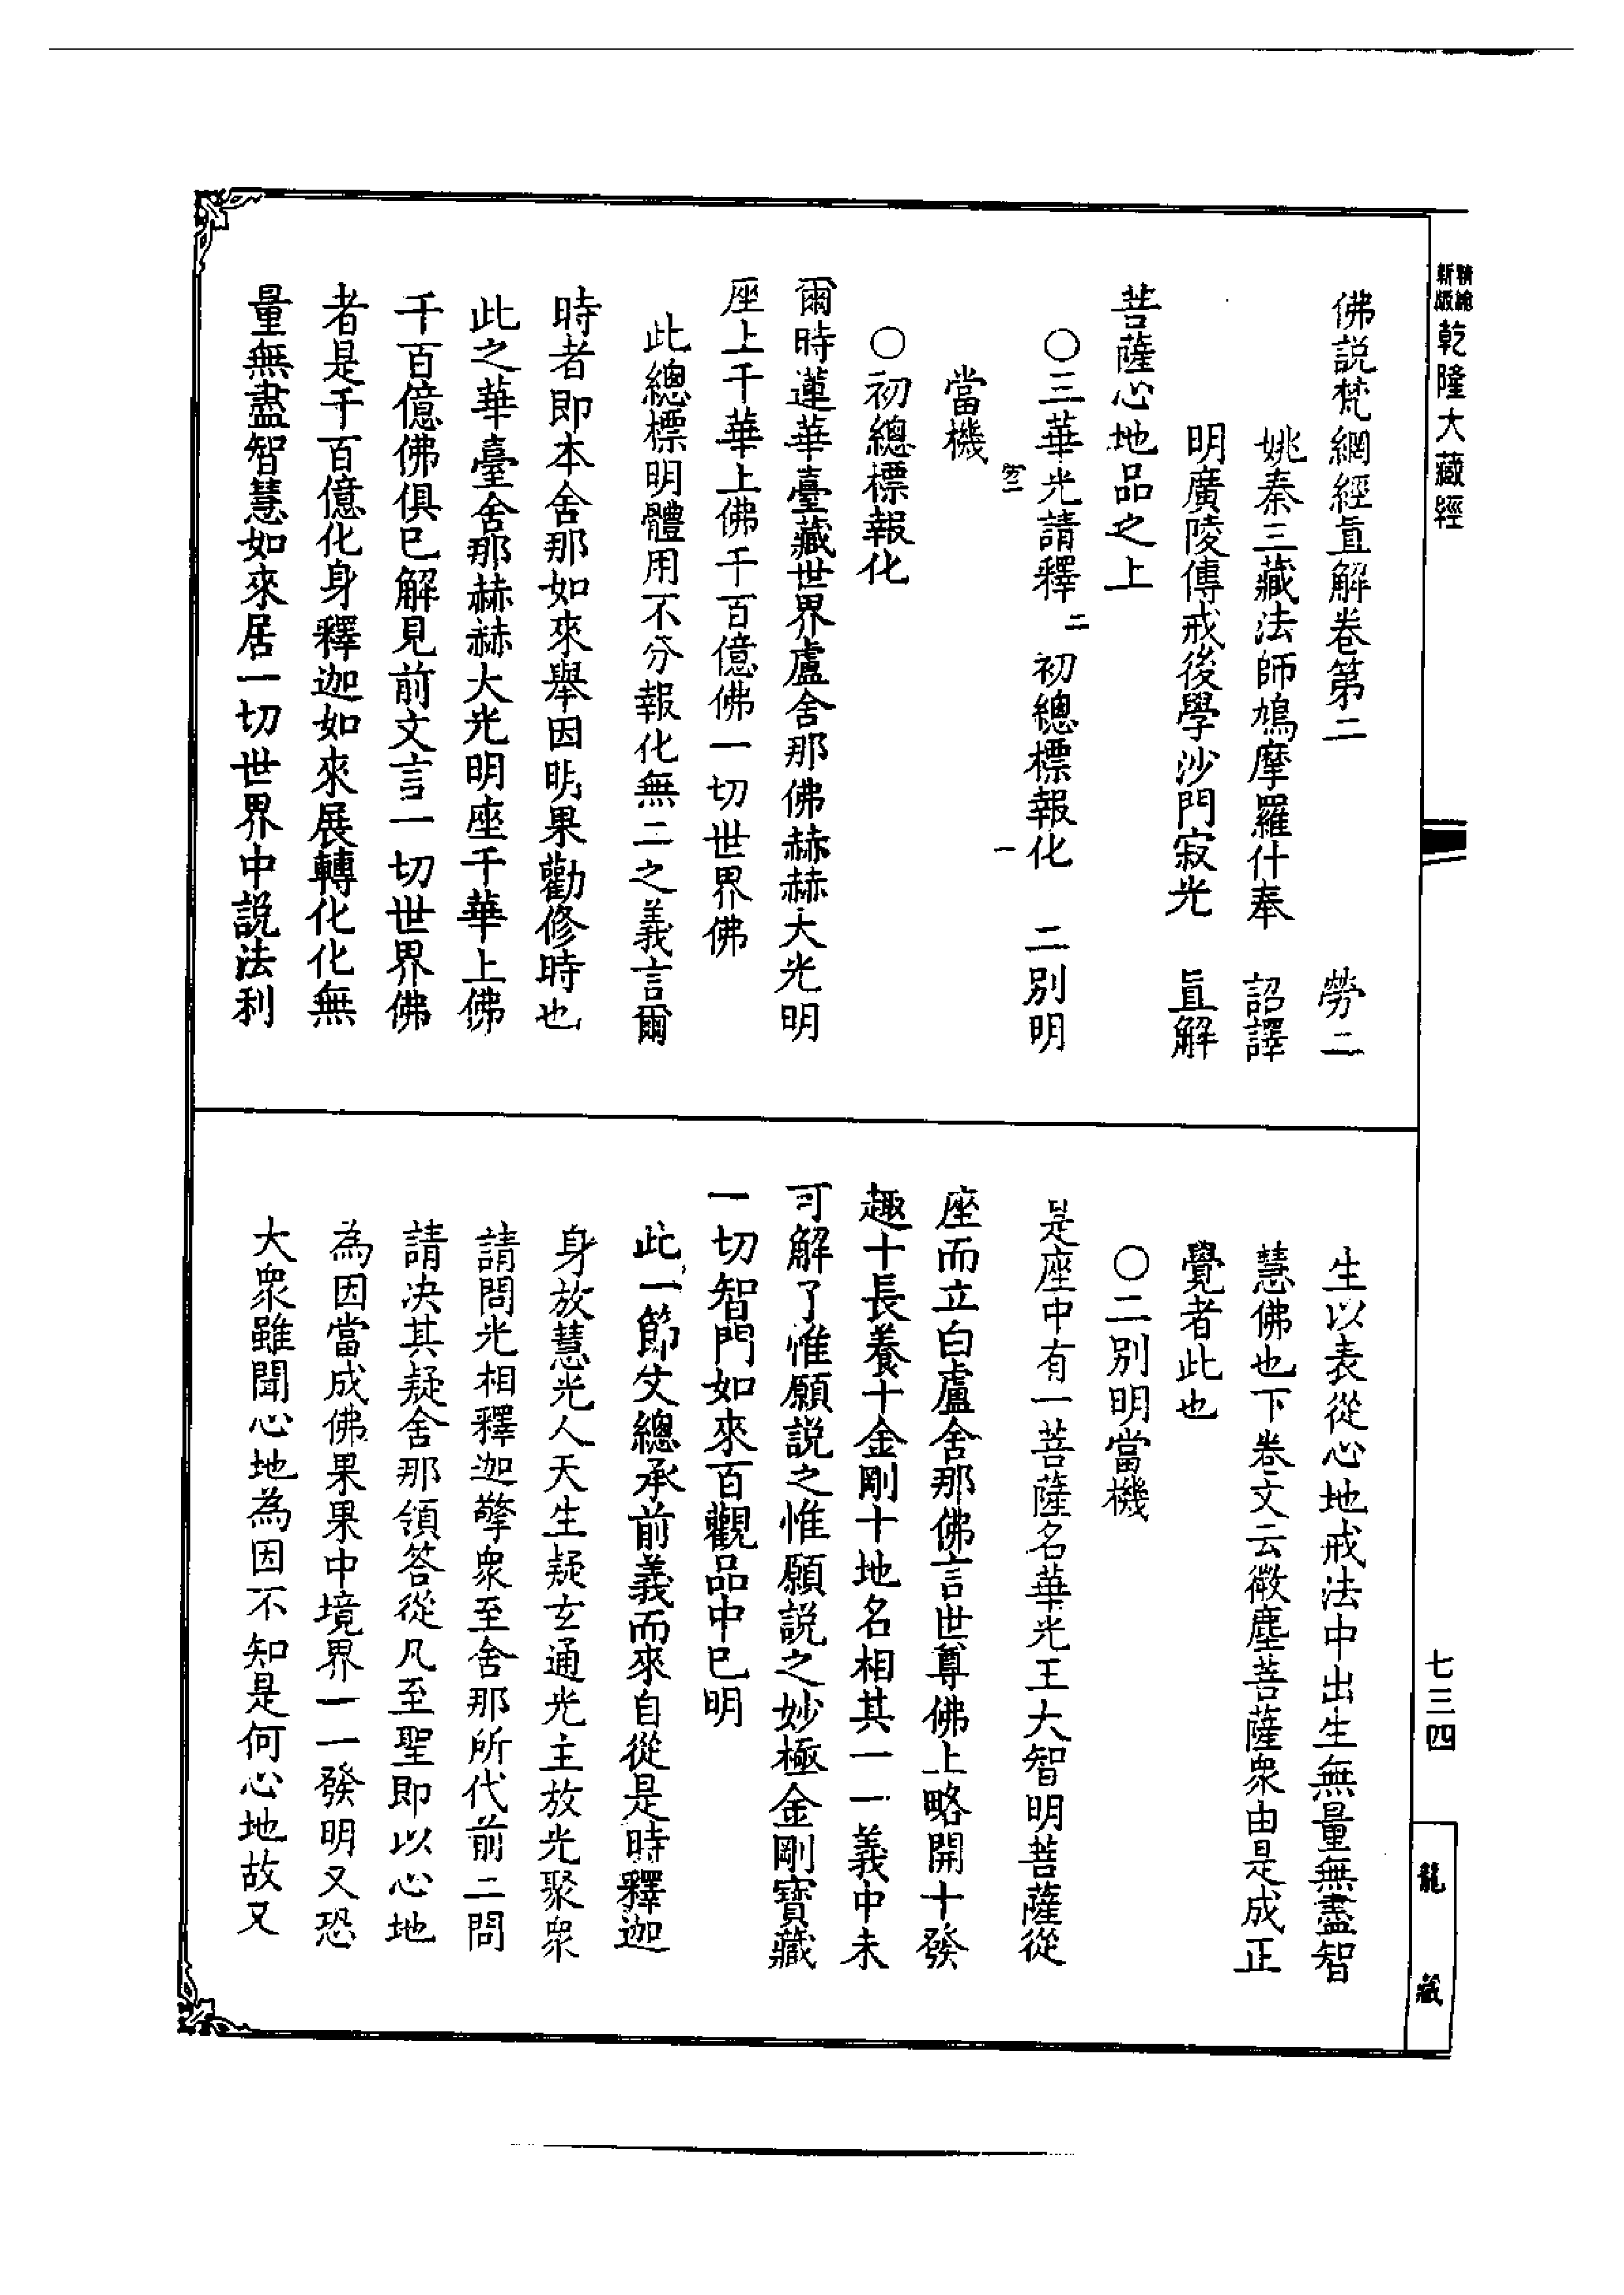 新版精縮乾隆大藏經
佛說梵網經直解卷第二　勞二
姚秦三藏法師鳩摩羅什奉　詔譯
明廣陵傳戒後學沙門寂光　直解
菩薩心地品之上
○三華光請釋二　初總標報化　二別明
當機
○初總標報化
爾時蓮華臺藏世界盧舍那佛赫赫大光明
座上千華上佛千百億佛一切世界佛
此總標明體用不分報化無二之義言爾
時者即本舍那如來舉因明果勸修時也
此之華臺舍那赫赫大光明座千華上佛
千百億佛俱已解見前文言一切世界佛
者是千百億化身釋迦如來展轉化化無
量無盡智慧如來居一切世界中說法利
生以表從心地戒法中出生無量無盡智
慧佛也下卷文云微塵菩薩眾由是成正
覺者此也
○二別明當機
是座中有一菩薩名華光王大智明菩薩從
座而立白盧舍那佛言世尊佛上略開十發
趣十長養十金剛十地名相其一一義中未
可解了惟願說之惟願說之妙極金剛寶藏
一切智門如來百觀品中已明
此一節文總承前義而來自從是時釋迦
身放慧光人天生疑玄通光主放光聚眾
請問光相釋迦擎眾至舍那所代前二問
請決其疑舍那領答從凡至聖即以心地
為因當成佛果果中境界一一發明又恐
大眾雖聞心地為因不知是何心地故又
七三四
龍藏